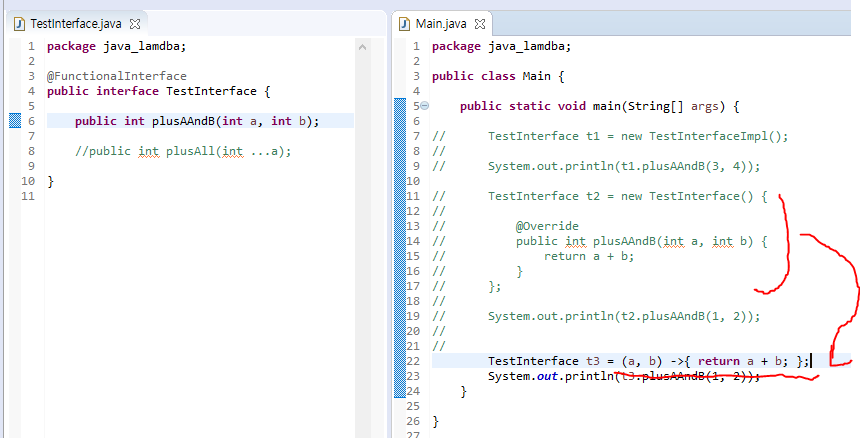 TestInterface.java
1 package java_lamdba;
2
3 @FunctionalInterface
4 public interface TestInterface {
5
6 public int plusAAndB(int a, int b);
7
8 //public int plusAll(int ...a);
9
10 }
11
Main.java
1 package java_lamdba;
2
3 public class Main {
4
5 public static void main(String[] args) {
6
7 // TestInterface t1 = new TestInterfaceImpl();
8 //
9 // System.out.println(t1.plusAAndB(3, 4));
10
11 // TestInterface t2 = new TestInterface() {
12 //
13 // @Override
14 // public int plusAAndB(int a, int b) {
15 // return a + b;
16 // }
17 // };
18
19 // System.out.println(t2.plusAAndB(1, 2));
20 //
21 //
22 TestInterface t3 = (a, b) ->{ return a + b; };
23 System.out.println(t3.plusAAndB(1, 2));
24 }
25
26 }
27